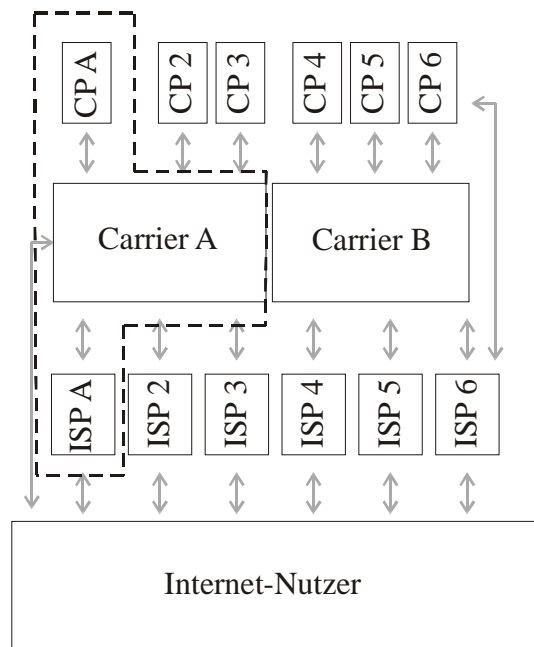 CP A
CP 2
CP 3
CP 4
CP 5
CP 6
Carrier A
Carrier B
ISP A
ISP 2
ISP 3
ISP 4
ISP 5
ISP 6
Internet-Nutzer